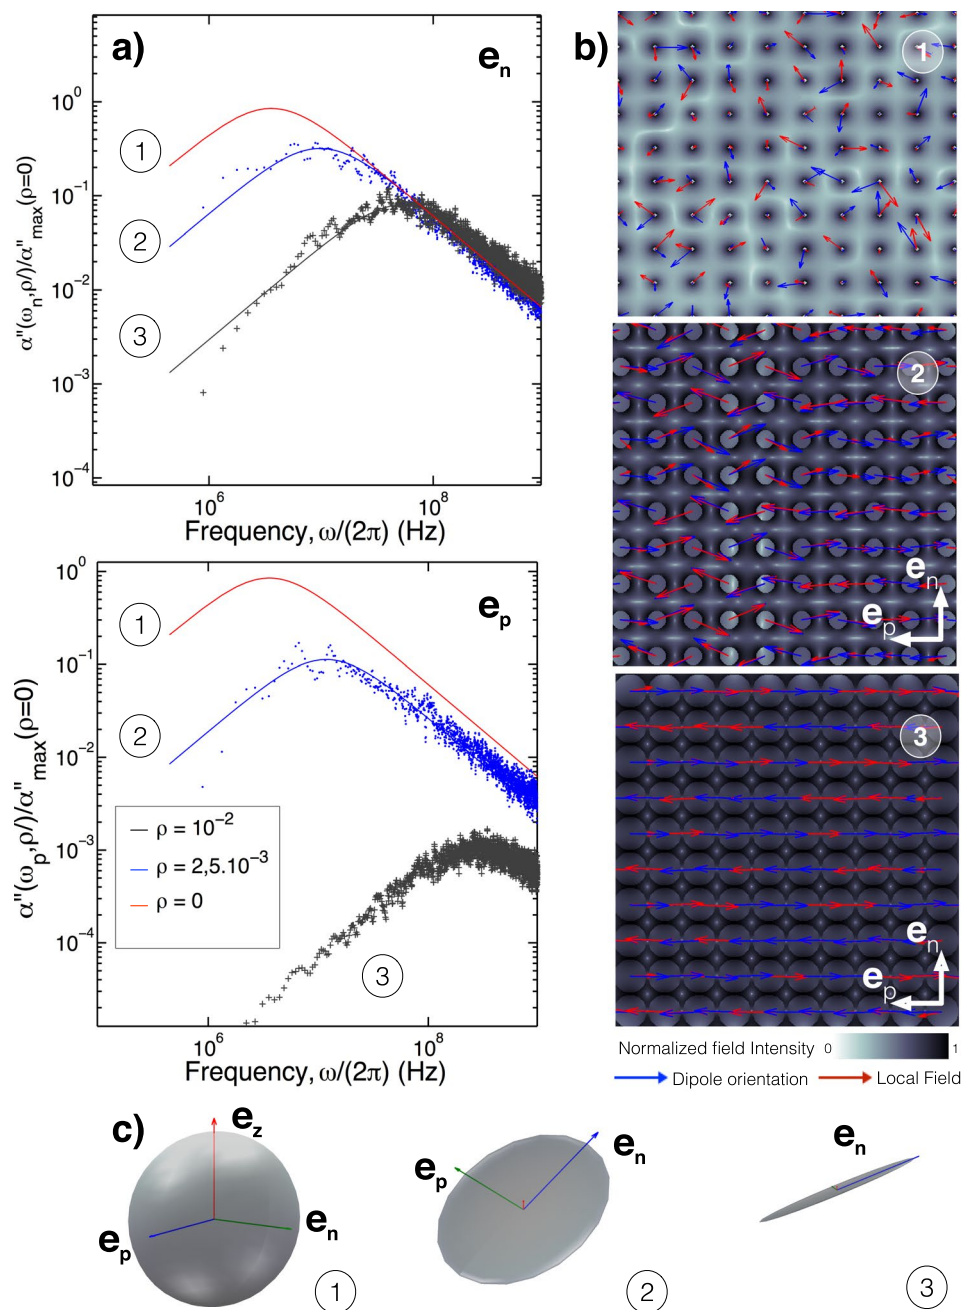 a)
e_n
α''(ω_n,ρ/)/α''_max(ρ=0)
10^0
10^-1
10^-2
10^-3
10^-4
1
2
3
10^6
10^8
Frequency, ω/(2π) (Hz)
e_p
α''(ω_p,ρ/)/α''_max(ρ=0)
10^0
10^-1
10^-2
10^-3
10^-4
1
2
3
ρ = 10^-2
ρ = 2,5.10^-3
ρ = 0
10^6
10^8
Frequency, ω/(2π) (Hz)
b)
1
2
e_n
e_p
3
e_n
e_p
Normalized field Intensity 0 1
Dipole orientation Local Field
c)
e_z
e_p
e_n
1
e_p
e_n
2
e_n
3